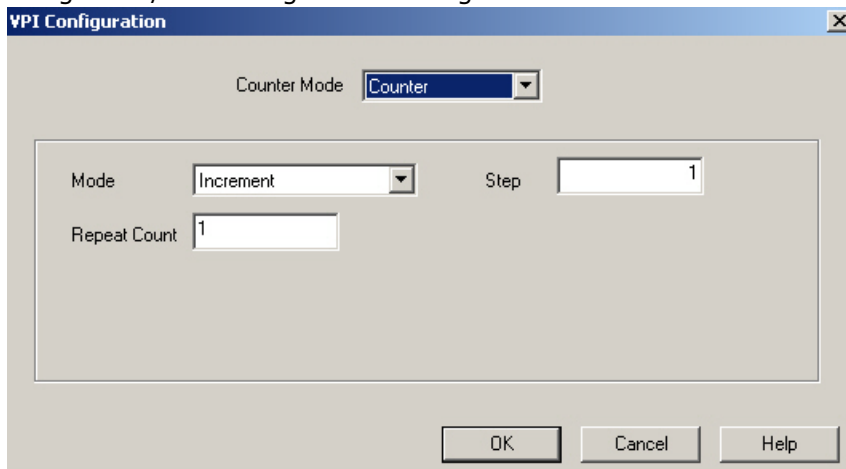 VPI Configuration
Counter Mode Counter
Mode Increment Step 1
Repeat Count 1
OK Cancel Help